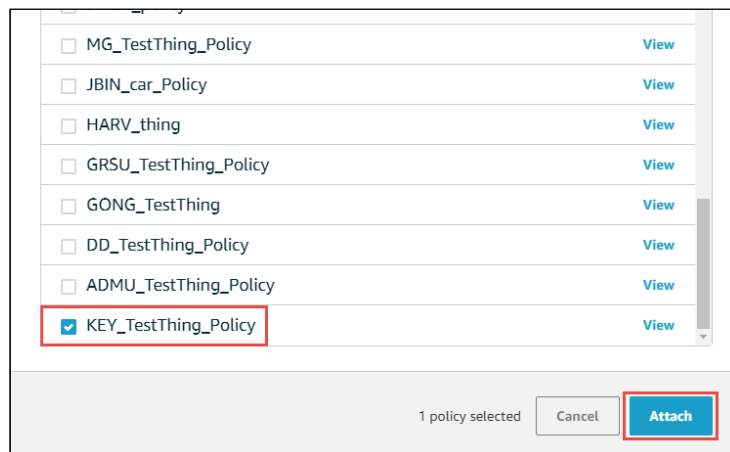 MG_TestThing_Policy View
JBIN_car_Policy View
HARV_thing View
GRSU_TestThing_Policy View
GONG_TestThing View
DD_TestThing_Policy View
ADMU_TestThing_Policy View
KEY_TestThing_Policy View
1 policy selected Cancel Attach